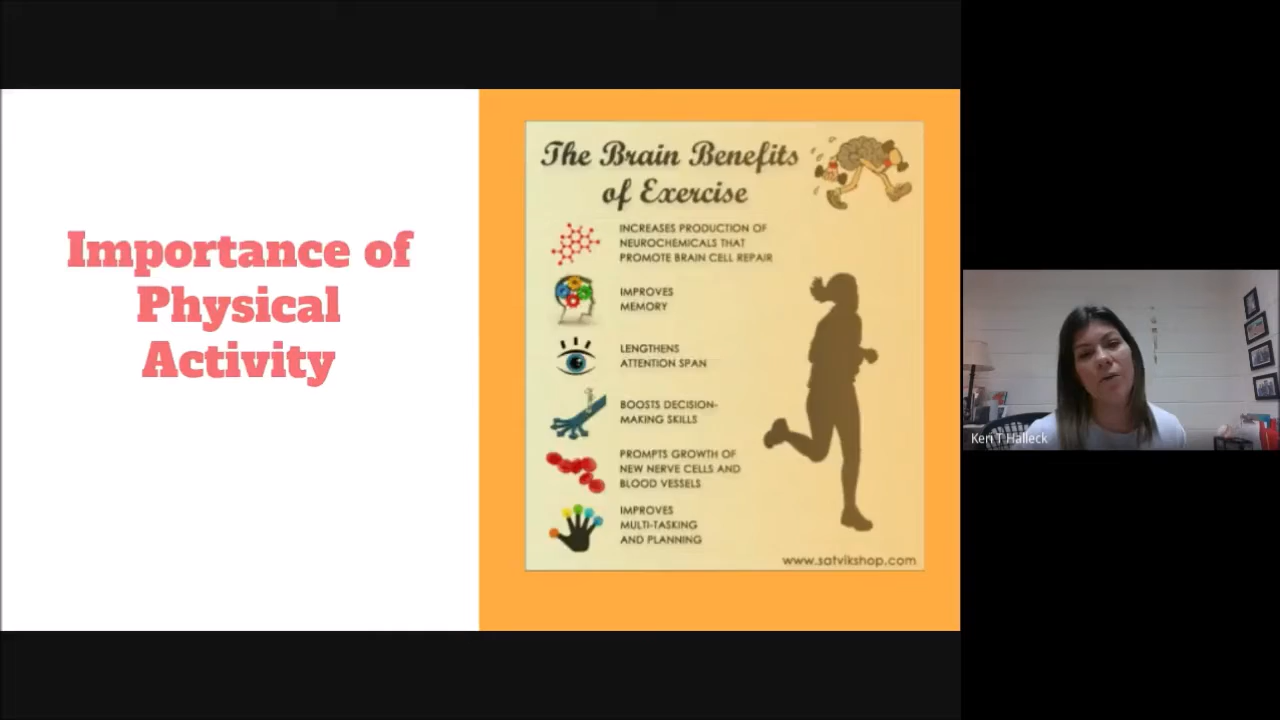 Importance of
Physical
Activity
The Brain Benefits
of Exercise
INCREASES PRODUCTION OF
NEUROCHEMICALS THAT
PROMOTE BRAIN CELL REPAIR
IMPROVES
MEMORY
LENGTHENS
ATTENTION SPAN
BOOSTS DECISION-
MAKING SKILLS
PROMPTS GROWTH OF
NEW NERVE CELLS AND
BLOOD VESSELS
IMPROVES
MULTI-TASKING
AND PLANNING
www.satvikshop.com
Keri T Halleck